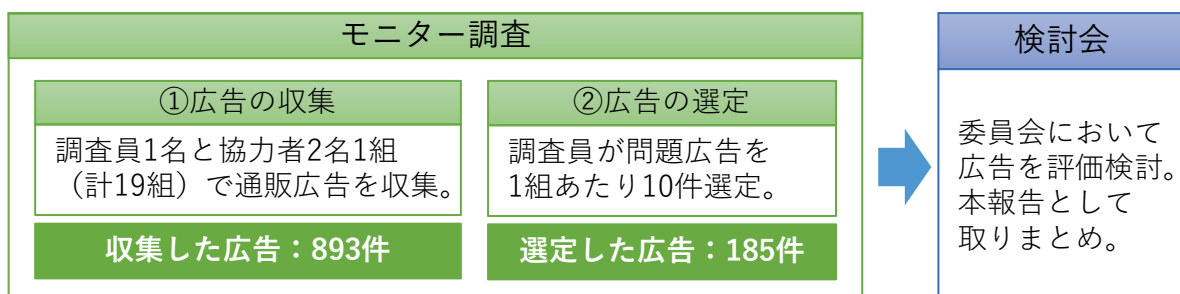 モニター調査
①広告の収集
調査員1名と協力者2名1組
（計19組）で通販広告を収集。
収集した広告：893件
②広告の選定
調査員が問題広告を
1組あたり10件選定。
選定した広告：185件
検討会
委員会において
広告を評価検討。
本報告として
取りまとめ。